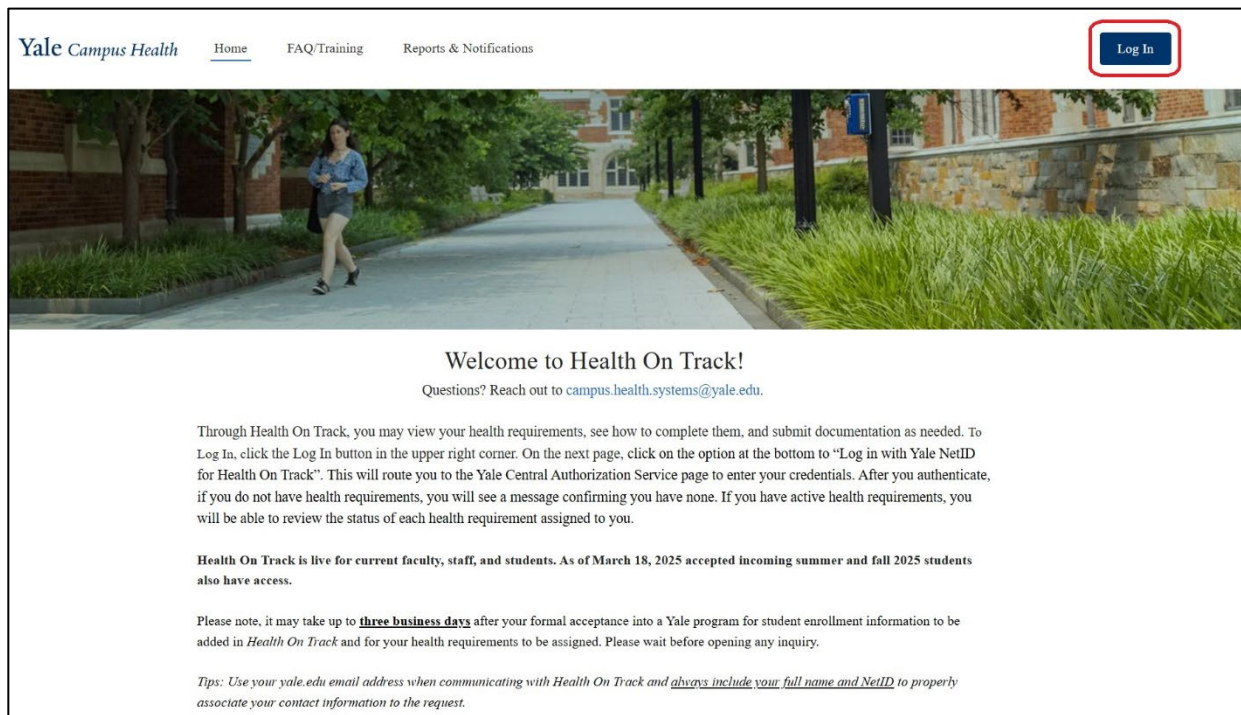 Yale Campus Health Home FAQ/Training Reports & Notifications Log In
Welcome to Health On Track!
Questions? Reach out to campus.health.systems@yale.edu.
Through Health On Track, you may view your health requirements, see how to complete them, and submit documentation as needed. To
Log In, click the Log In button in the upper right corner. On the next page, click on the option at the bottom to “Log in with Yale NetID
for Health On Track”. This will route you to the Yale Central Authorization Service page to enter your credentials. After you authenticate,
if you do not have health requirements, you will see a message confirming you have none. If you have active health requirements, you
will be able to review the status of each health requirement assigned to you.
Health On Track is live for current faculty, staff, and students. As of March 18, 2025 accepted incoming summer and fall 2025 students
also have access.
Please note, it may take up to three business days after your formal acceptance into a Yale program for student enrollment information to be
added in Health On Track and for your health requirements to be assigned. Please wait before opening any inquiry.
Tips: Use your yale.edu email address when communicating with Health On Track and always include your full name and NetID to properly
associate your contact information to the request.